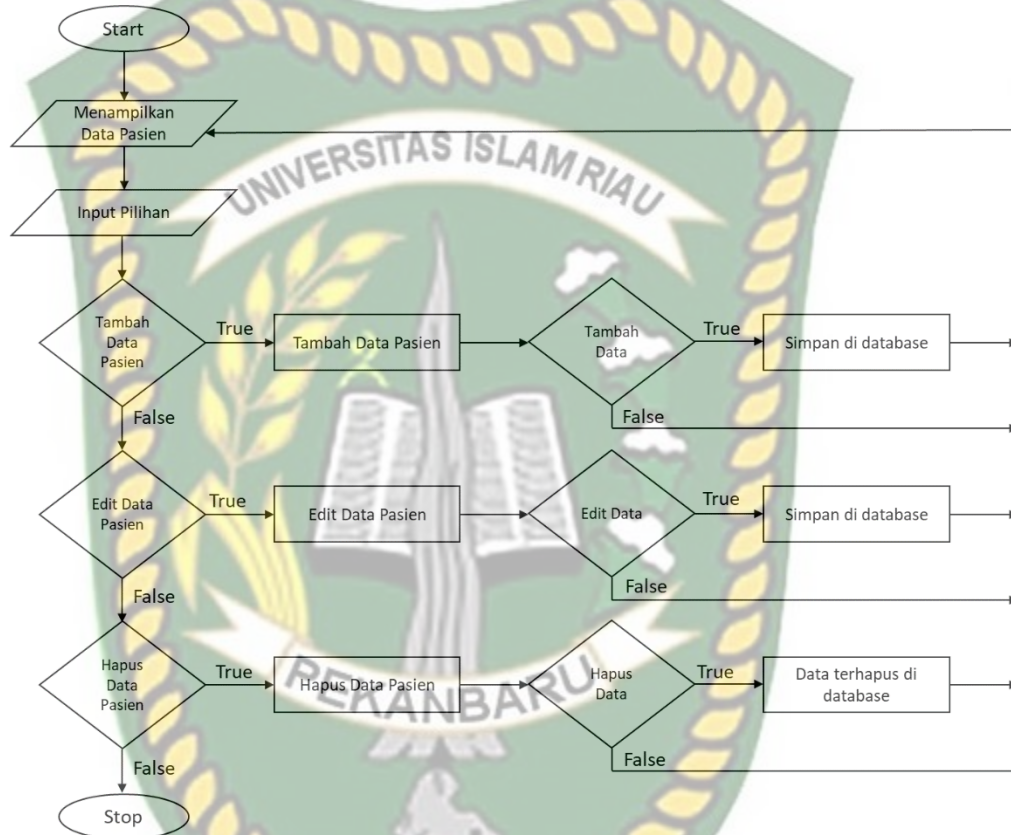 Start
Menampilkan
Data Pasien
UNIVERSITAS ISLAM RIAU
Input Pilihan
Tambah
Data
Pasien
True
Tambah Data Pasien
Tambah
Data
True
Simpan di database
False
False
Edit Data
Pasien
True
Edit Data Pasien
Edit Data
True
Simpan di database
False
False
Hapus
Data
Pasien
True
Hapus Data Pasien
PEKANBARU
Hapus
Data
True
Data terhapus di
database
False
False
Stop